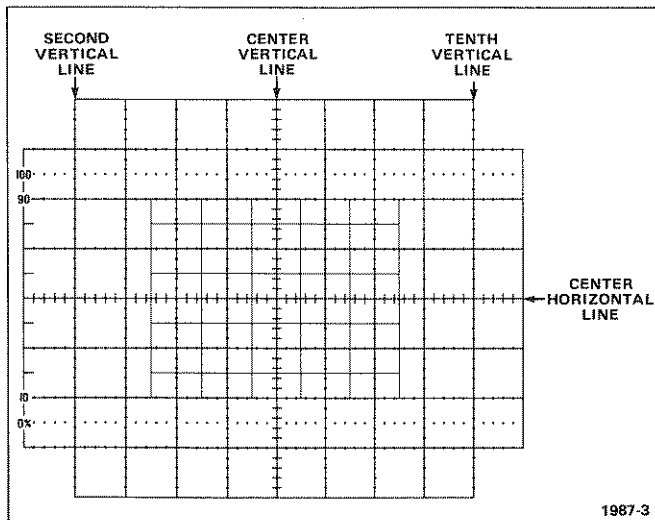 SECOND
VERTICAL
LINE
CENTER
VERTICAL
LINE
TENTH
VERTICAL
LINE
100
90
CENTER
HORIZONTAL
LINE
10
0%
1987-3